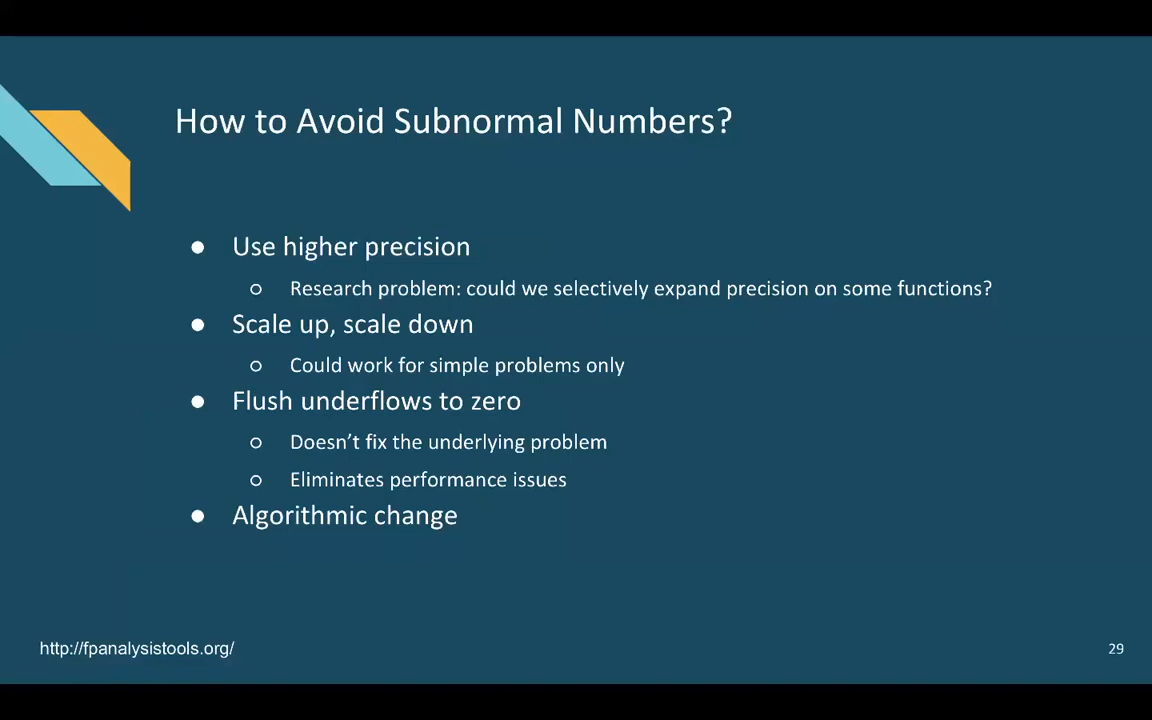 How to Avoid Subnormal Numbers?
● Use higher precision
○ Research problem: could we selectively expand precision on some functions?
● Scale up, scale down
○ Could work for simple problems only
● Flush underflows to zero
○ Doesn’t fix the underlying problem
○ Eliminates performance issues
● Algorithmic change
http://fpanalysistools.org/
29